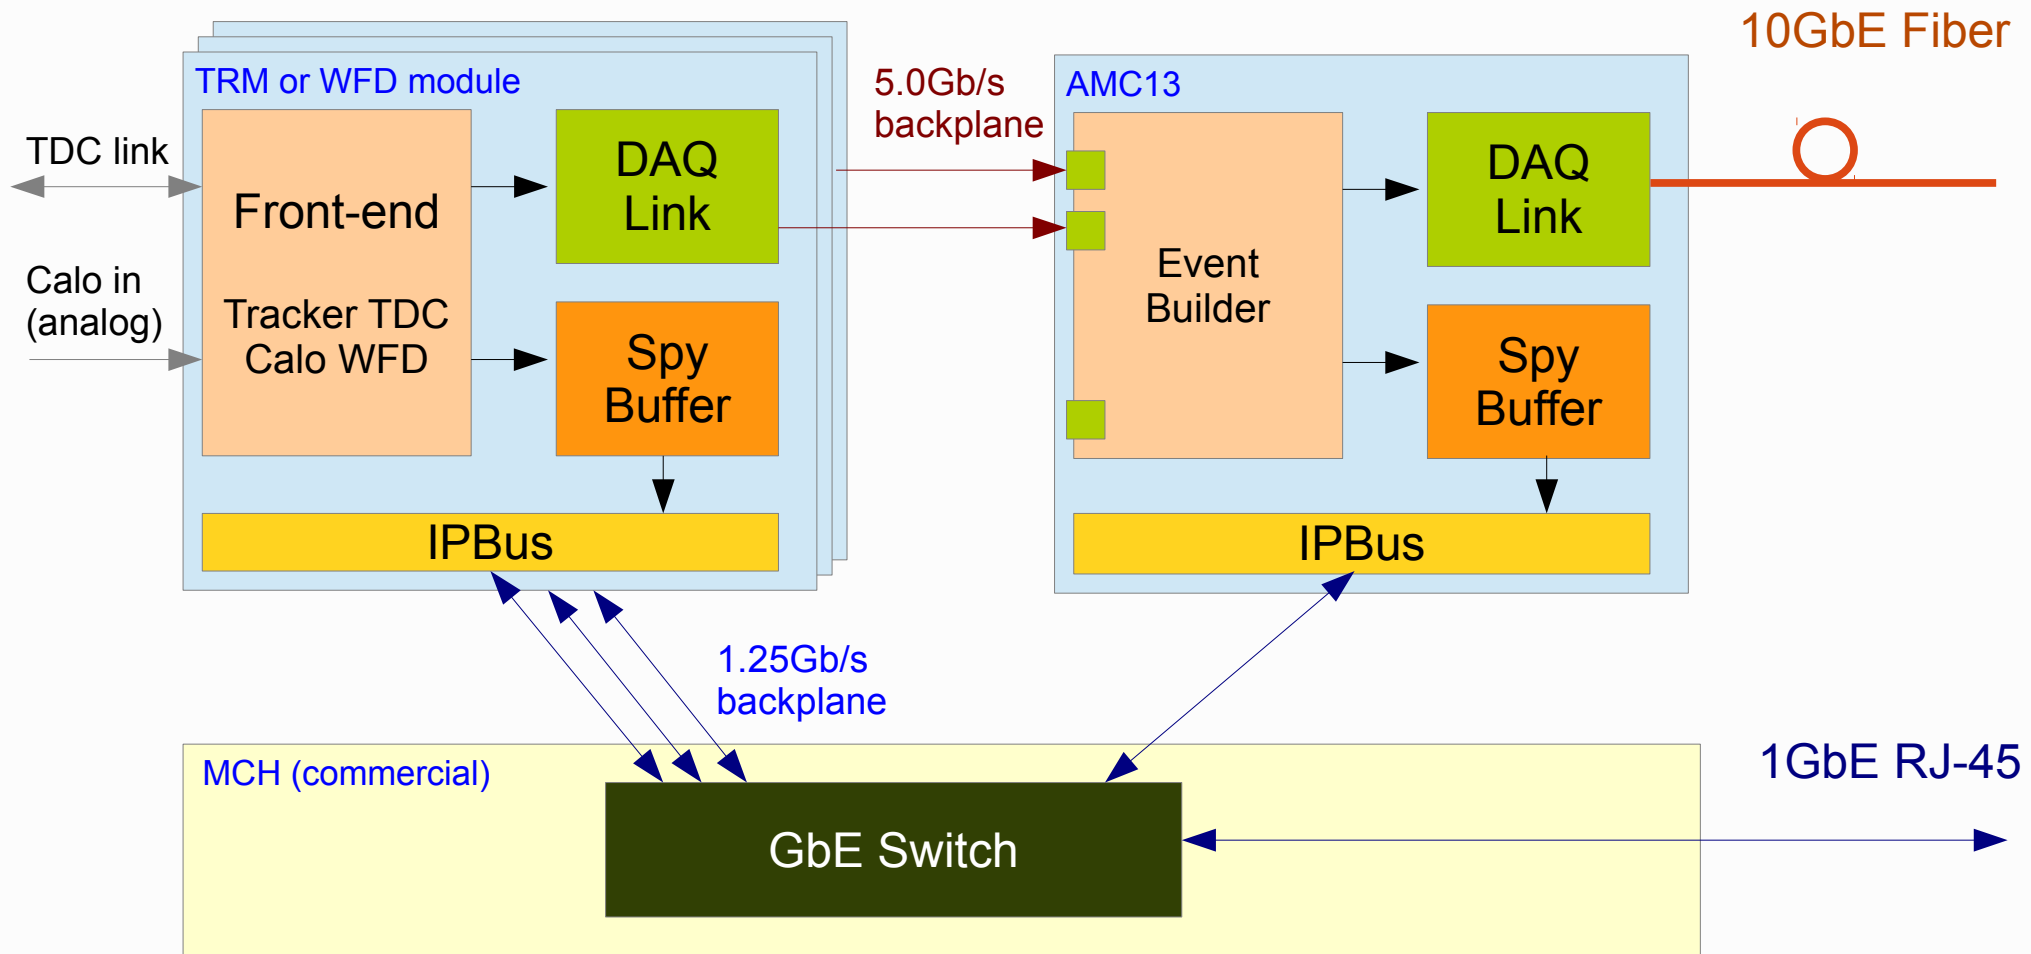 10GbE Fiber
TRM or WFD module
5.0Gb/s
backplane
AMC13
TDC link
Front-end
DAQ
Link
DAQ
Link
Calo in
(analog)
Tracker TDC
Calo WFD
Event
Builder
Spy
Buffer
Spy
Buffer
IPBus
IPBus
1.25Gb/s
backplane
MCH (commercial)
1GbE RJ-45
GbE Switch